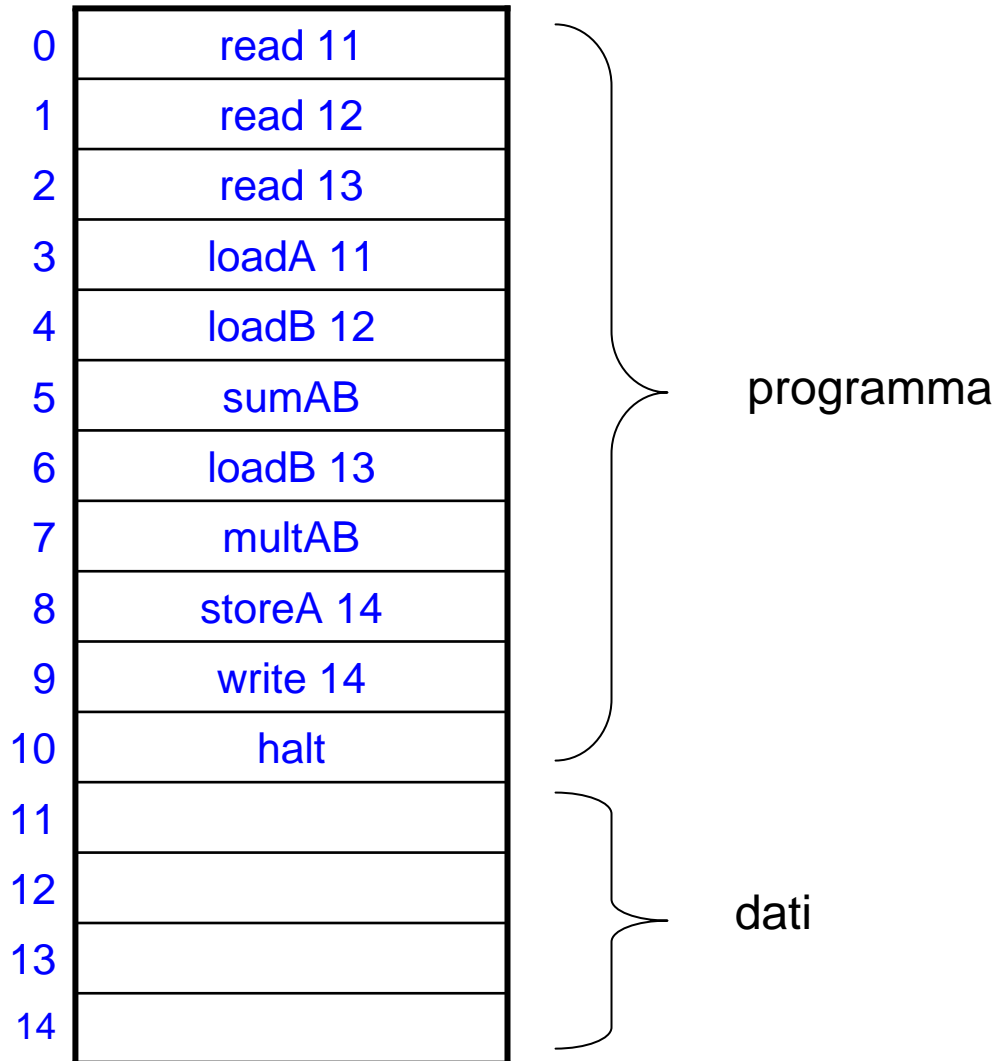 0 read 11
1 read 12
2 read 13
3 loadA 11
4 loadB 12
5 sumAB programma
6 loadB 13
7 multAB
8 storeA 14
9 write 14
10 halt
11
12 dati
13
14